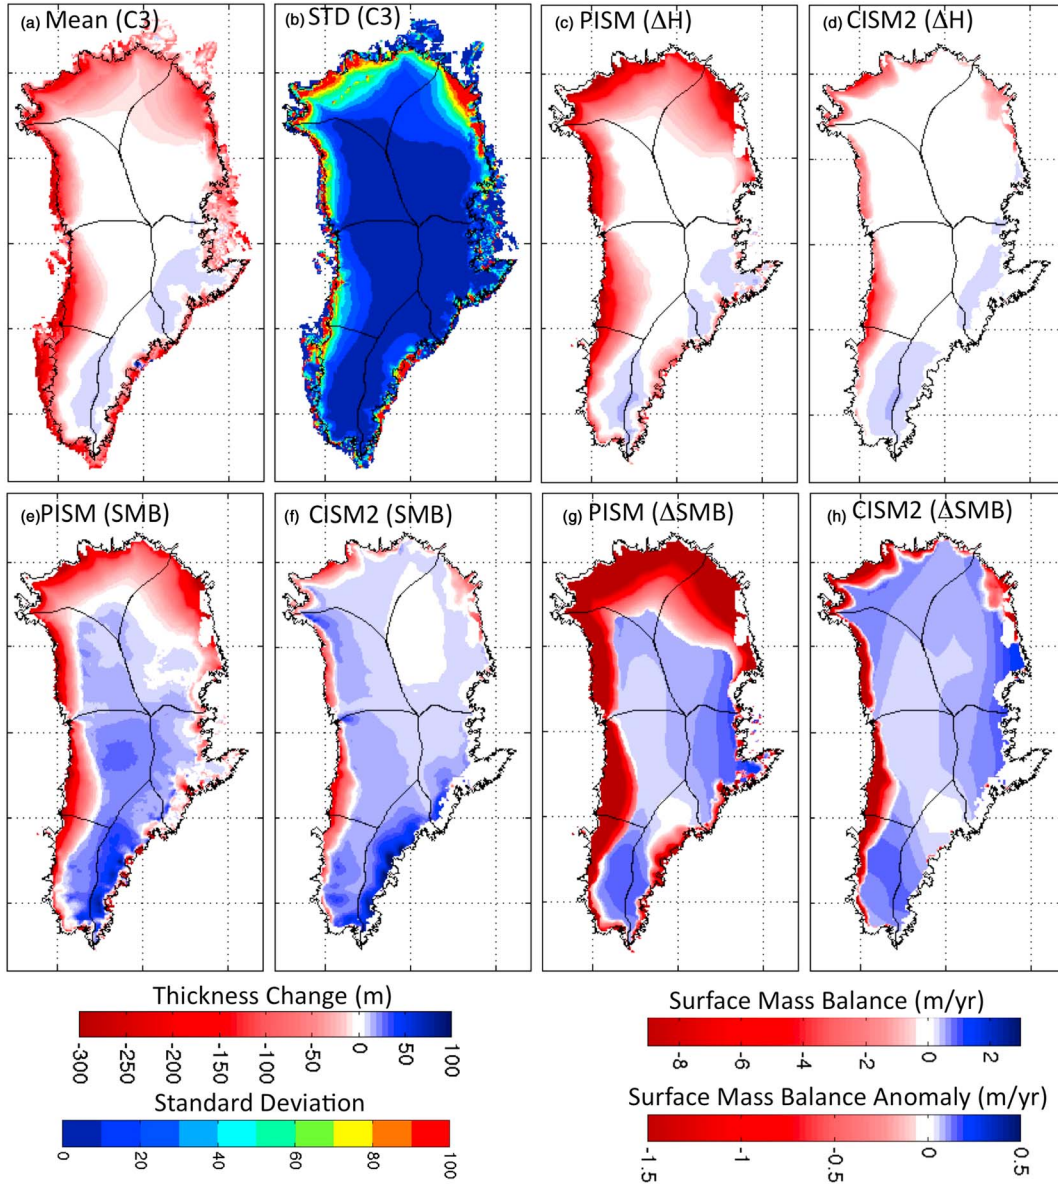 (a) Mean (C3)
(b) STD (C3)
(c) PISM (ΔH)
(d) CISM2 (ΔH)
(e) PISM (SMB)
(f) CISM2 (SMB)
(g) PISM (ΔSMB)
(h) CISM2 (ΔSMB)
Thickness Change (m)
-300 -250 -200 -150 -100 -50 0 50 100
Standard Deviation
0 20 40 60 80 100
Surface Mass Balance (m/yr)
-8 -6 -4 -2 0 2
Surface Mass Balance Anomaly (m/yr)
-1.5 -1 -0.5 0 0.5